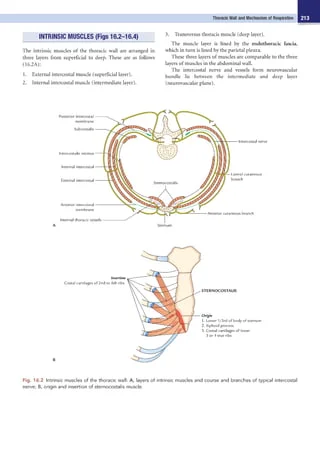 Thoracic Wall and Mechanism of Respiration 213
INTRINSIC MUSCLES (Figs 16.2–16.4)
The intrinsic muscles of the thoracic wall are arranged in
three layers from superficial to deep. These are as follows
(16.2A):
1. External intercostal muscle (superficial layer).
2. Internal intercostal muscle (intermediate layer).
3. Transversus thoracis muscle (deep layer).
The muscle layer is lined by the endothoracic fascia,
which in turn is lined by the parietal pleura.
These three layers of muscles are comparable to the three
layers of muscles in the abdominal wall.
The intercostal nerve and vessels form neurovascular
bundle lie between the intermediate and deep layers
(neurovascular plane).
Posterior intercostal
membrane
Subcostalis
Intercostal nerve
Intercostalis intimus
Internal intercostal
External intercostal
Lateral cutaneous
branch
Sternocostalis
Anterior intercostal
membrane
Anterior cutaneous branch
Internal thoracic vessels
A
Sternum
Insertion
Costal cartilages of 2nd to 6th ribs
STERNOCOSTALIS
Origin
1. Lower 1/3rd of body of sternum
2. Xiphoid process
3. Costal cartilages of lower
3 or 4 true ribs
B
Fig. 16.2 Intrinsic muscles of the thoracic wall: A, layers of intrinsic muscles and course and branches of typical intercostal
nerve; B, origin and insertion of sternocostalis muscle.